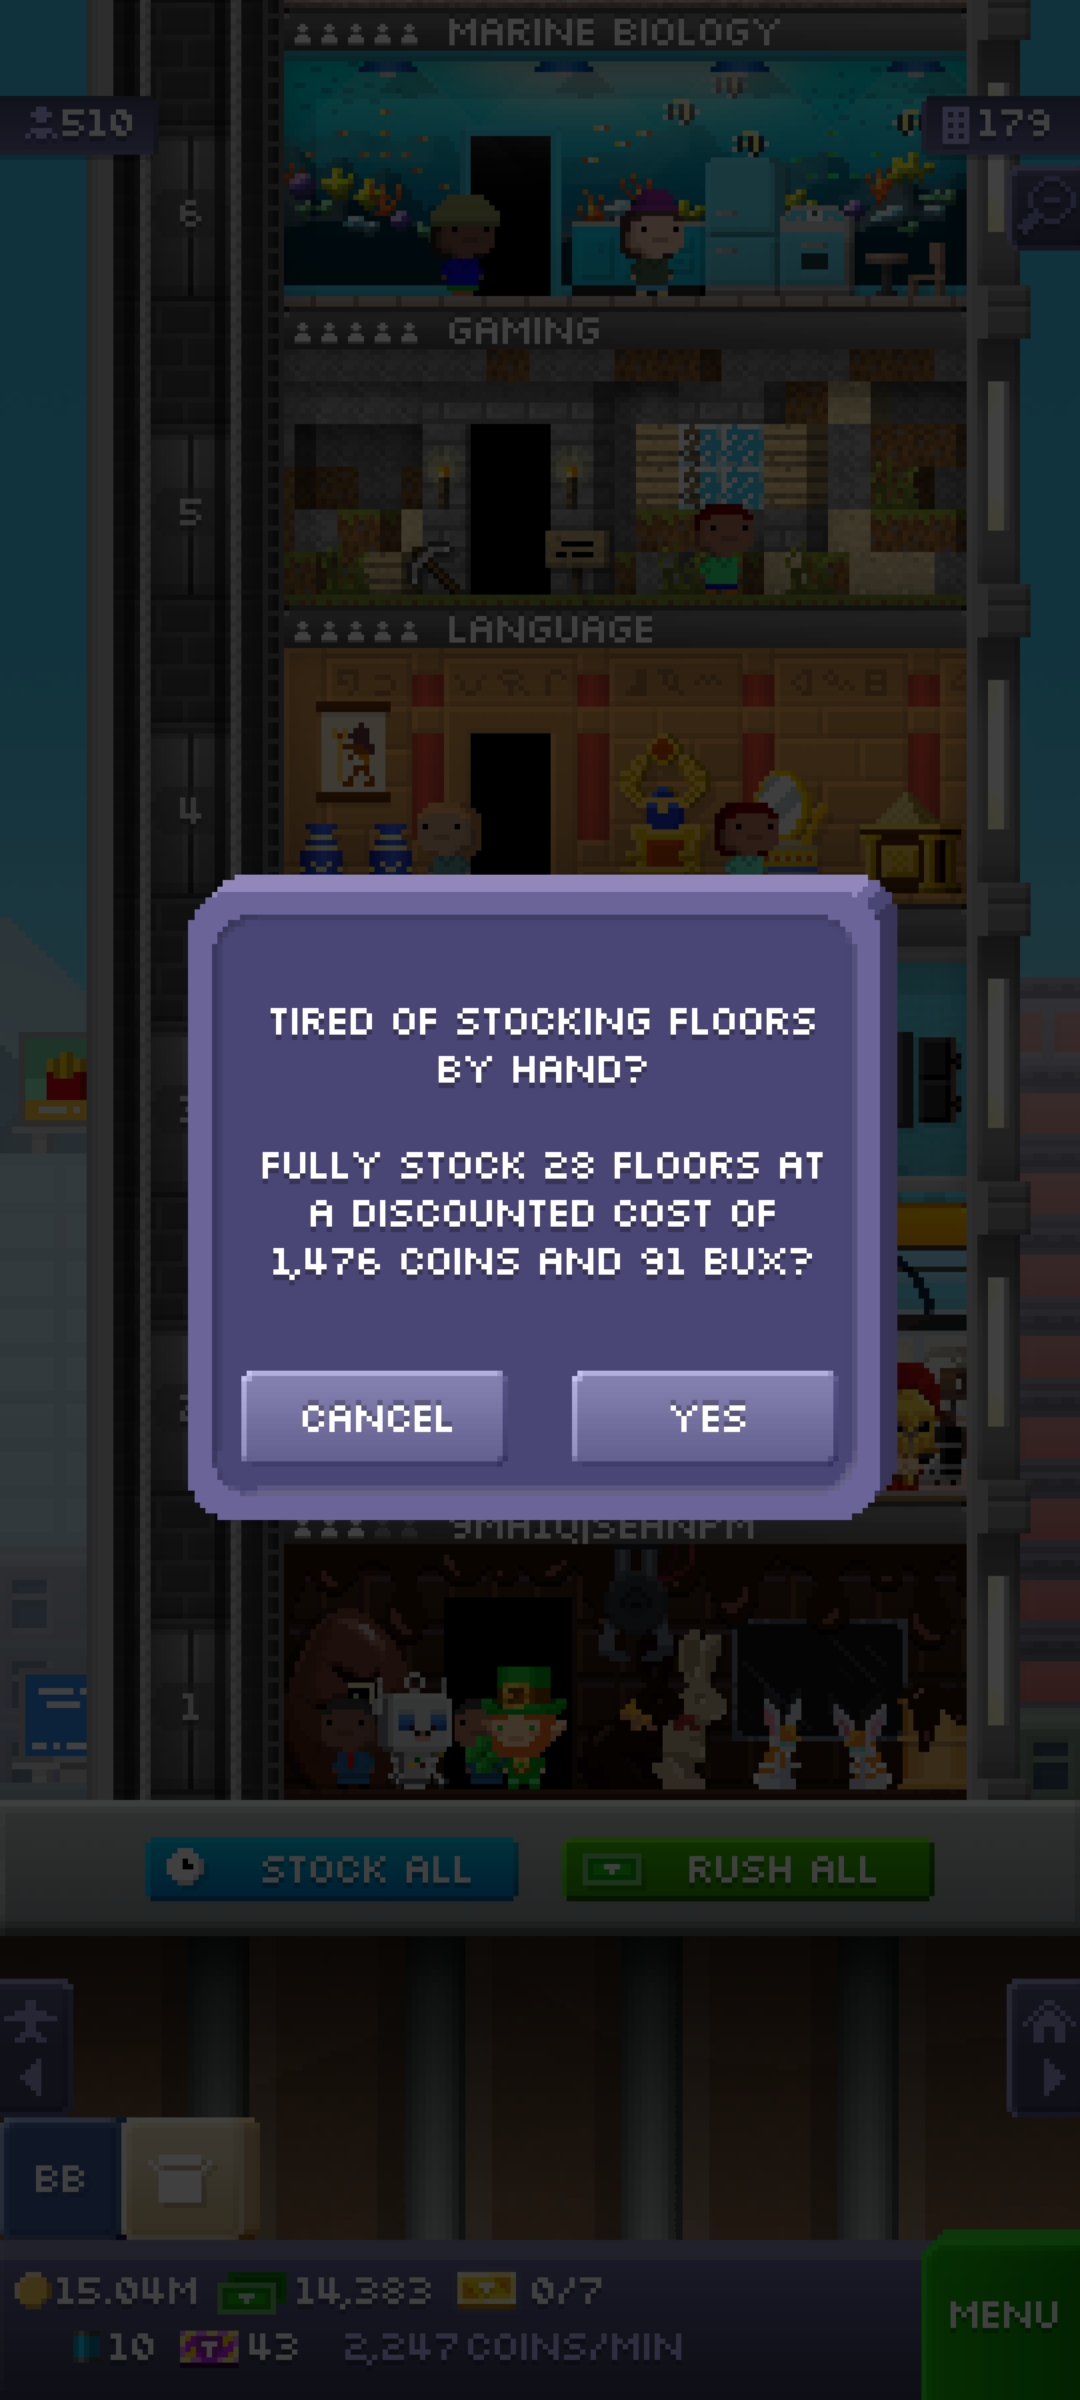 MARINE BIOLOGY
510
179
6
GAMING
5
LANGUAGE
4
TIRED OF STOCKING FLOORS
BY HAND?
FULLY STOCK 28 FLOORS AT
A DISCOUNTED COST OF
1,476 COINS AND 91 BUX?
CANCEL
YES
1
STOCK ALL
RUSH ALL
BB
15.04M
14,383
0/7
MENU
10
43
2,247 COINS/MIN